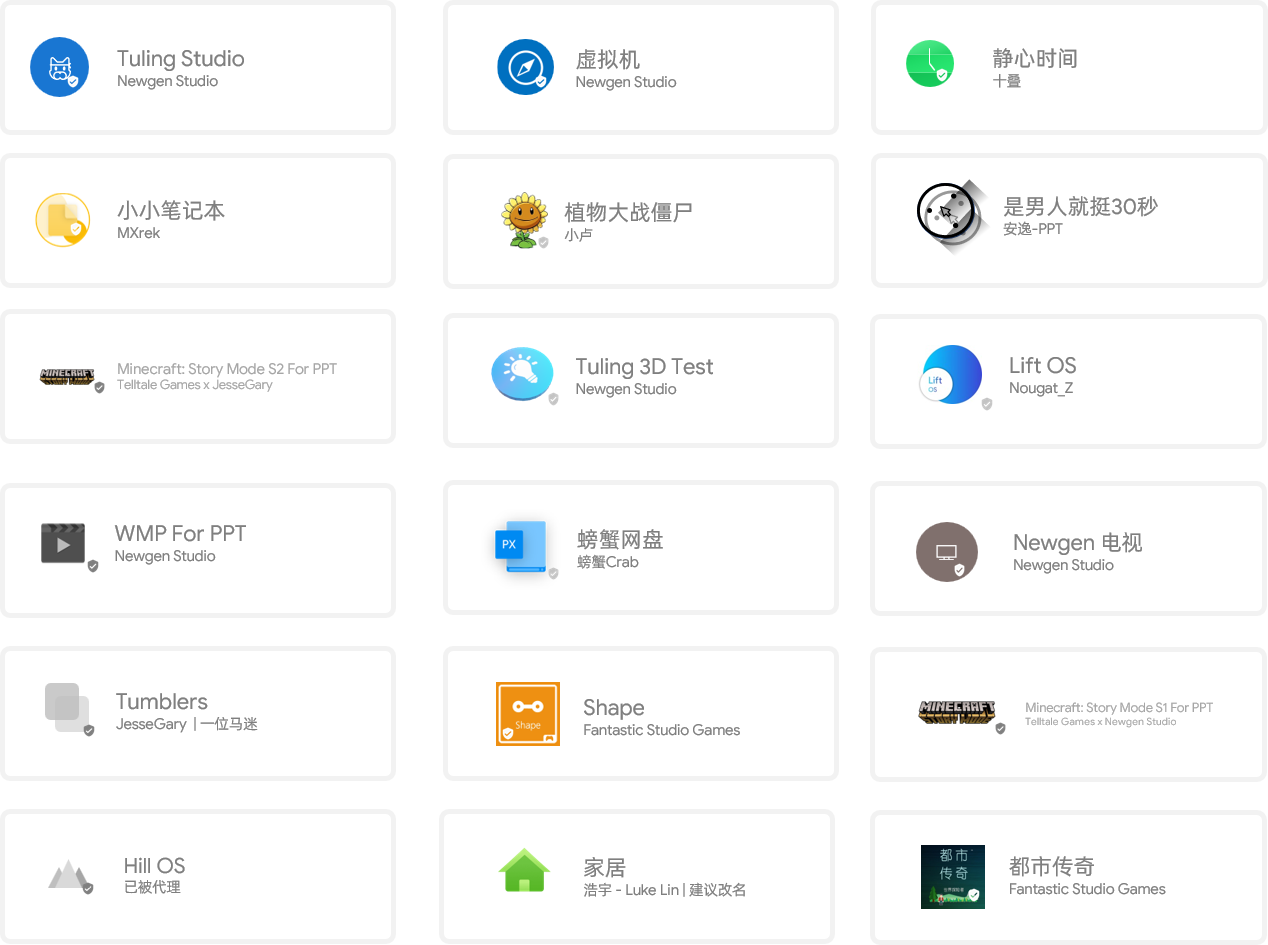 Tuling Studio
Newgen Studio
虚拟机
Newgen Studio
静心时间
十叠
小小笔记本
MXrek
植物大战僵尸
小卢
是男人就挺30秒
安逸-PPT
MINECRAFT
STORY MODE
Minecraft: Story Mode S2 For PPT
Telltale Games x JesseGary
Tuling 3D Test
Newgen Studio
Lift
OS
Lift OS
Nougat_Z
WMP For PPT
Newgen Studio
PX
螃蟹网盘
螃蟹Crab
Newgen 电视
Newgen Studio
Tumblers
JesseGary | 一位马迷
Shape
Shape
Fantastic Studio Games
MINECRAFT
STORY MODE
Minecraft: Story Mode S1 For PPT
Telltale Games x Newgen Studio
Hill OS
已被代理
家居
浩宇 - Luke Lin | 建议改名
都市
传奇
都市传奇
Fantastic Studio Games